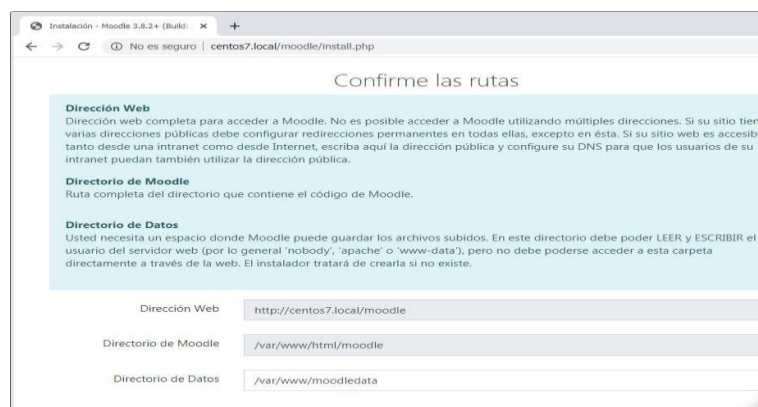 Instalación - Moodle 3.8.2+ (Build:
No es seguro | centos7.local/moodle/install.php
Confirme las rutas
Dirección Web
Dirección web completa para acceder a Moodle. No es posible acceder a Moodle utilizando múltiples direcciones. Si su sitio tien
varias direcciones públicas debe configurar redirecciones permanentes en todas ellas, excepto en ésta. Si su sitio web es accesib
tanto desde una intranet como desde Internet, escriba aquí la dirección pública y configure su DNS para que los usuarios de su
intranet puedan también utilizar la dirección pública.
Directorio de Moodle
Ruta completa del directorio que contiene el código de Moodle.
Directorio de Datos
Usted necesita un espacio donde Moodle puede guardar los archivos subidos. En este directorio debe poder LEER y ESCRIBIR el
usuario del servidor web (por lo general 'nobody', 'apache' o 'www-data'), pero no debe poderse acceder a esta carpeta
directamente a través de la web. El instalador tratará de crearla si no existe.
Dirección Web
http://centos7.local/moodle
Directorio de Moodle
/var/www/html/moodle
Directorio de Datos
/var/www/moodledata